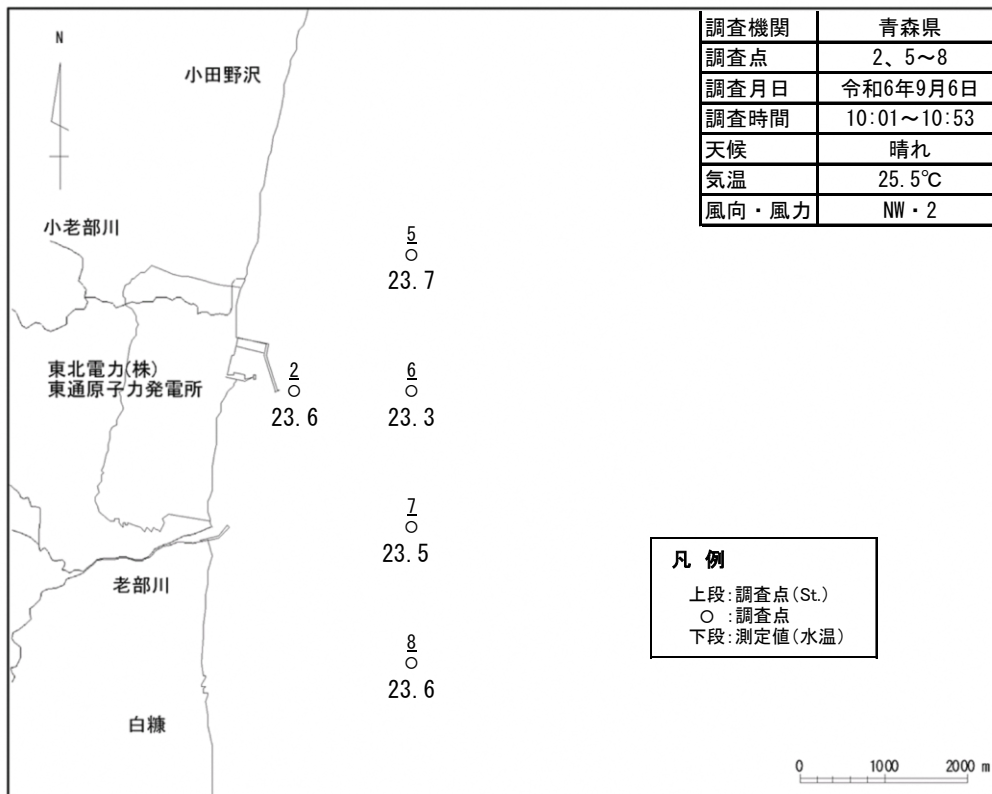 調査機関 青森県
調査点 2、5～8
調査月日 令和6年9月6日
調査時間 10:01～10:53
天候 晴れ
気温 25.5℃
風向・風力 NW・2
N
小田野沢
小老部川
5
23.7
東北電力(株)
東通原子力発電所
2
23.6
6
23.3
7
23.5
老部川
8
23.6
白糠
凡 例
上段:調査点(St.)
○ :調査点
下段:測定値(水温)
0 1000 2000 m